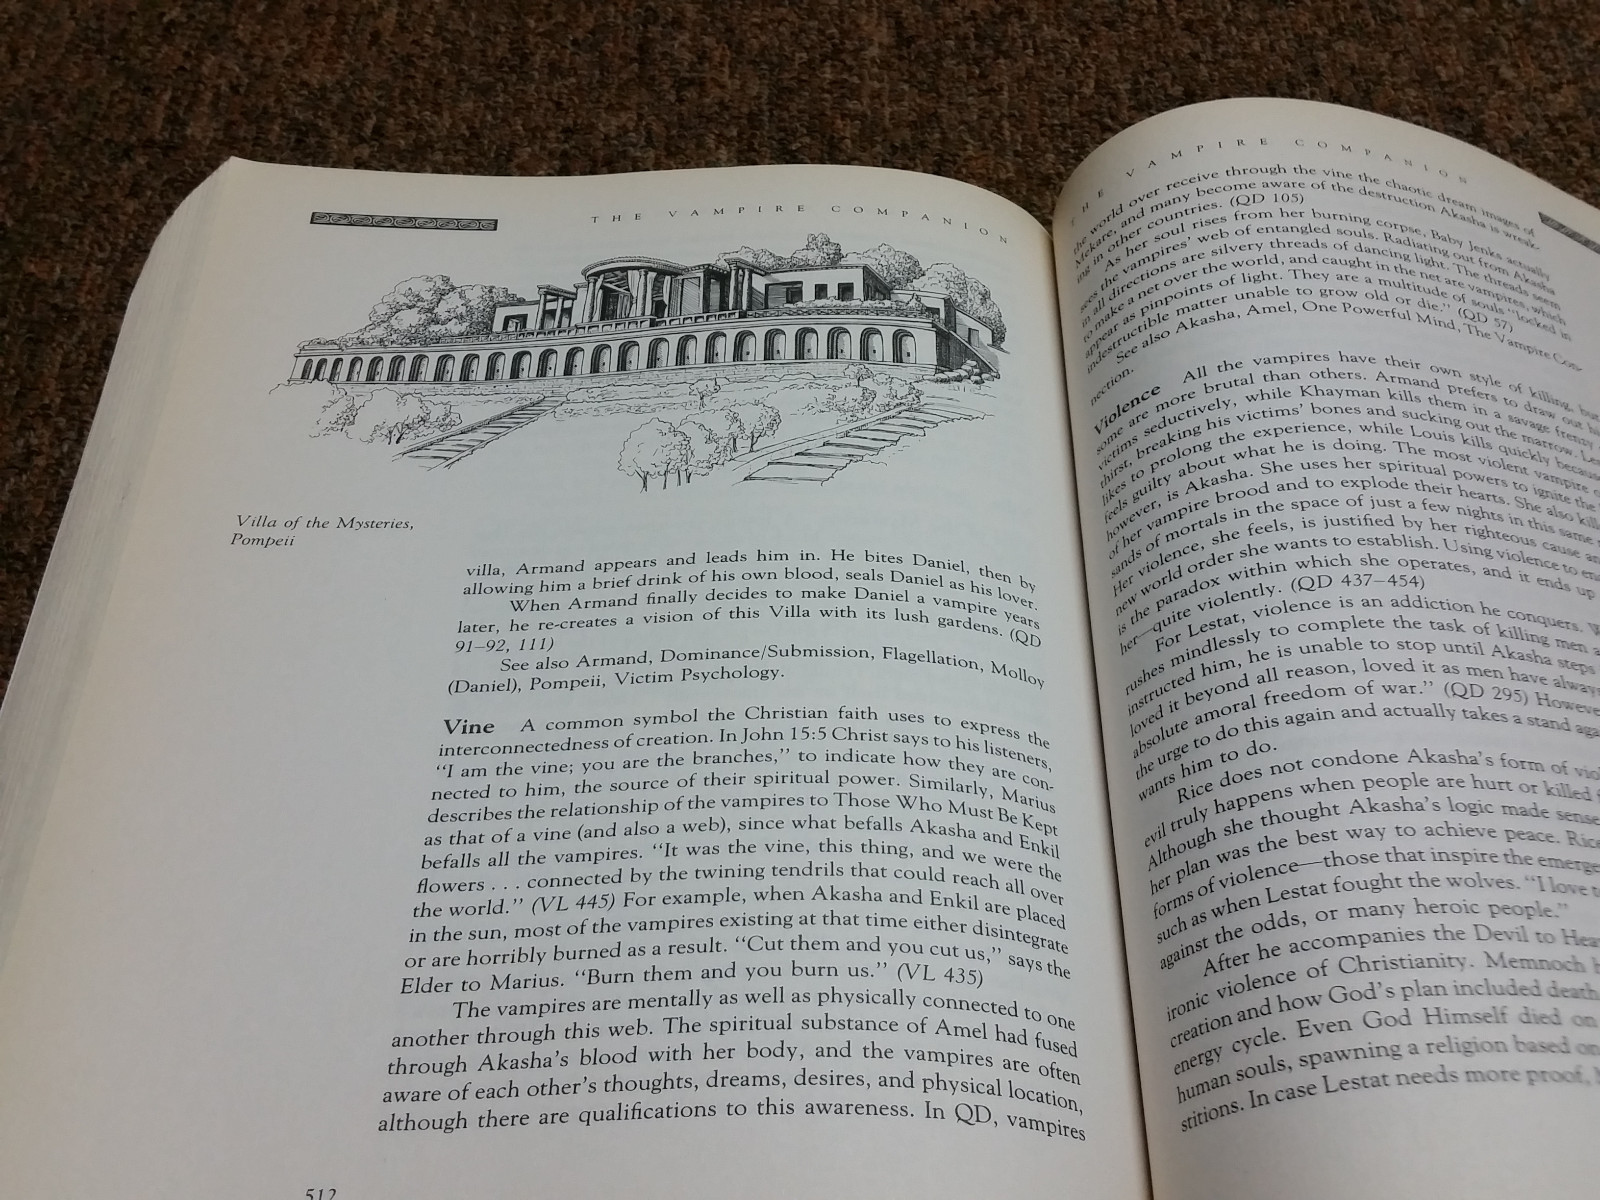 THE VAMPIRE COMPANION
Villa of the Mysteries,
Pompeii
villa, Armand appears and leads him in. He bites Daniel, then by
allowing him a brief drink of his own blood, seals Daniel as his lover.
When Armand finally decides to make Daniel a vampire years
later, he re-creates a vision of this Villa with its lush gardens. (QD
91–92, 111)
See also Armand, Dominance/Submission, Flagellation, Molloy
(Daniel), Pompeii, Victim Psychology.
Vine A common symbol the Christian faith uses to express the
interconnectedness of creation. In John 15:5 Christ says to his listeners,
“I am the vine; you are the branches,” to indicate how they are con-
nected to him, the source of their spiritual power. Similarly, Marius
describes the relationship of the vampires to Those Who Must Be Kept
as that of a vine (and also a web), since what befalls Akasha and Enkil
befalls all the vampires. “It was the vine, this thing, and we were the
flowers . . . connected by the twining tendrils that could reach all over
the world.” (VL 445) For example, when Akasha and Enkil are placed
in the sun, most of the vampires existing at that time either disintegrate
or are horribly burned as a result. “Cut them and you cut us,” says the
Elder to Marius. “Burn them and you burn us.” (VL 435)
The vampires are mentally as well as physically connected to one
another through this web. The spiritual substance of Amel had fused
through Akasha’s blood with her body, and the vampires are often
aware of each other’s thoughts, dreams, desires, and physical location,
although there are qualifications to this awareness. In QD, vampires
512
THE VAMPIRE COMPANION
the world over receive through the vine the chaotic dream images of
Mekare, and many become aware of the destruction Akasha is wreak-
ing in other countries. (QD 105)
As her soul rises from her burning corpse, Baby Jenks actually
sees the vampires’ web of entangled souls. Radiating out from Akasha
in all directions are silvery threads of dancing light. The threads seem
to make a net over the world, and caught in the net are vampires, which
appear as pinpoints of light. They are a multitude of souls “locked in
indestructible matter unable to grow old or die.” (QD 57)
See also Akasha, Amel, One Powerful Mind, The Vampire Con-
nection.
Violence All the vampires have their own style of killing, but
some are more brutal than others. Armand prefers to draw out his
victims seductively, while Khayman kills them in a savage frenzy
thirst, breaking his victims’ bones and sucking out the marrow.
likes to prolong the experience, while Louis kills quickly because
feels guilty about what he is doing. The most violent vampire
however, is Akasha. She uses her spiritual powers to ignite the
of her vampire brood and to explode their hearts. She also
sands of mortals in the space of just a few nights in this same
Her violence, she feels, is justified by her righteous cause
new world order she wants to establish. Using violence to
is the paradox within which she operates, and it ends up
her—quite violently. (QD 437–454)
For Lestat, violence is an addiction he conquers.
rushes mindlessly to complete the task of killing men
instructed him, he is unable to stop until Akasha steps
loved it beyond all reason, loved it as men have always
absolute amoral freedom of war.” (QD 295)
the urge to do this again and actually takes a stand
wants him to do.
Rice does not condone Akasha’s form of
evil truly happens when people are hurt or killed
Although she thought Akasha’s logic made sense
her plan was the best way to achieve peace.
forms of violence—those that inspire the
such as when Lestat fought the wolves. “I love
against the odds, or many heroic people.”
After he accompanies the Devil to
ironic violence of Christianity. Memnoch
creation and how God’s plan included death
energy cycle. Even God Himself died on
human souls, spawning a religion based on
stitions. In case Lestat needs more proof,